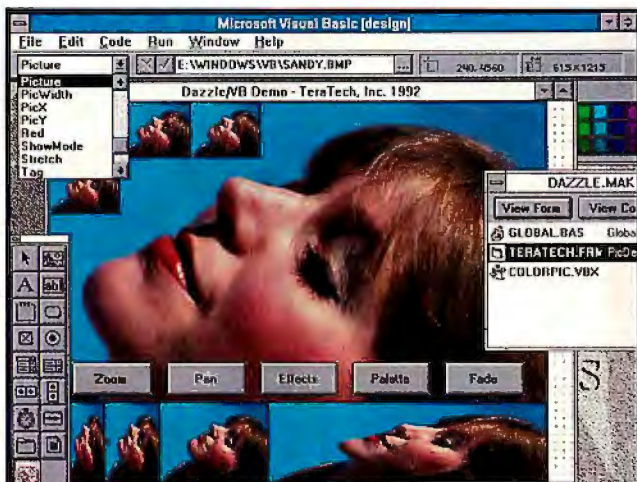 Microsoft Visual Basic [design]
File Edit Code Run Window Help
Picture E:\WINDOWS\VB\SANDY.BMP ... 240, 4560 615×1215
Picture
PicWidth
PicX
PicY
Red
ShowMode
Stretch
Tag
Dazzle/VB Demo - TeraTech, Inc. 1992
DAZZLE.MAK
View Form View Co
GLOBAL.BAS Globa
TERATECH.FRM PicDe
COLORPIC.VBX
A ab
Zoom Pan Effects Palette Fade